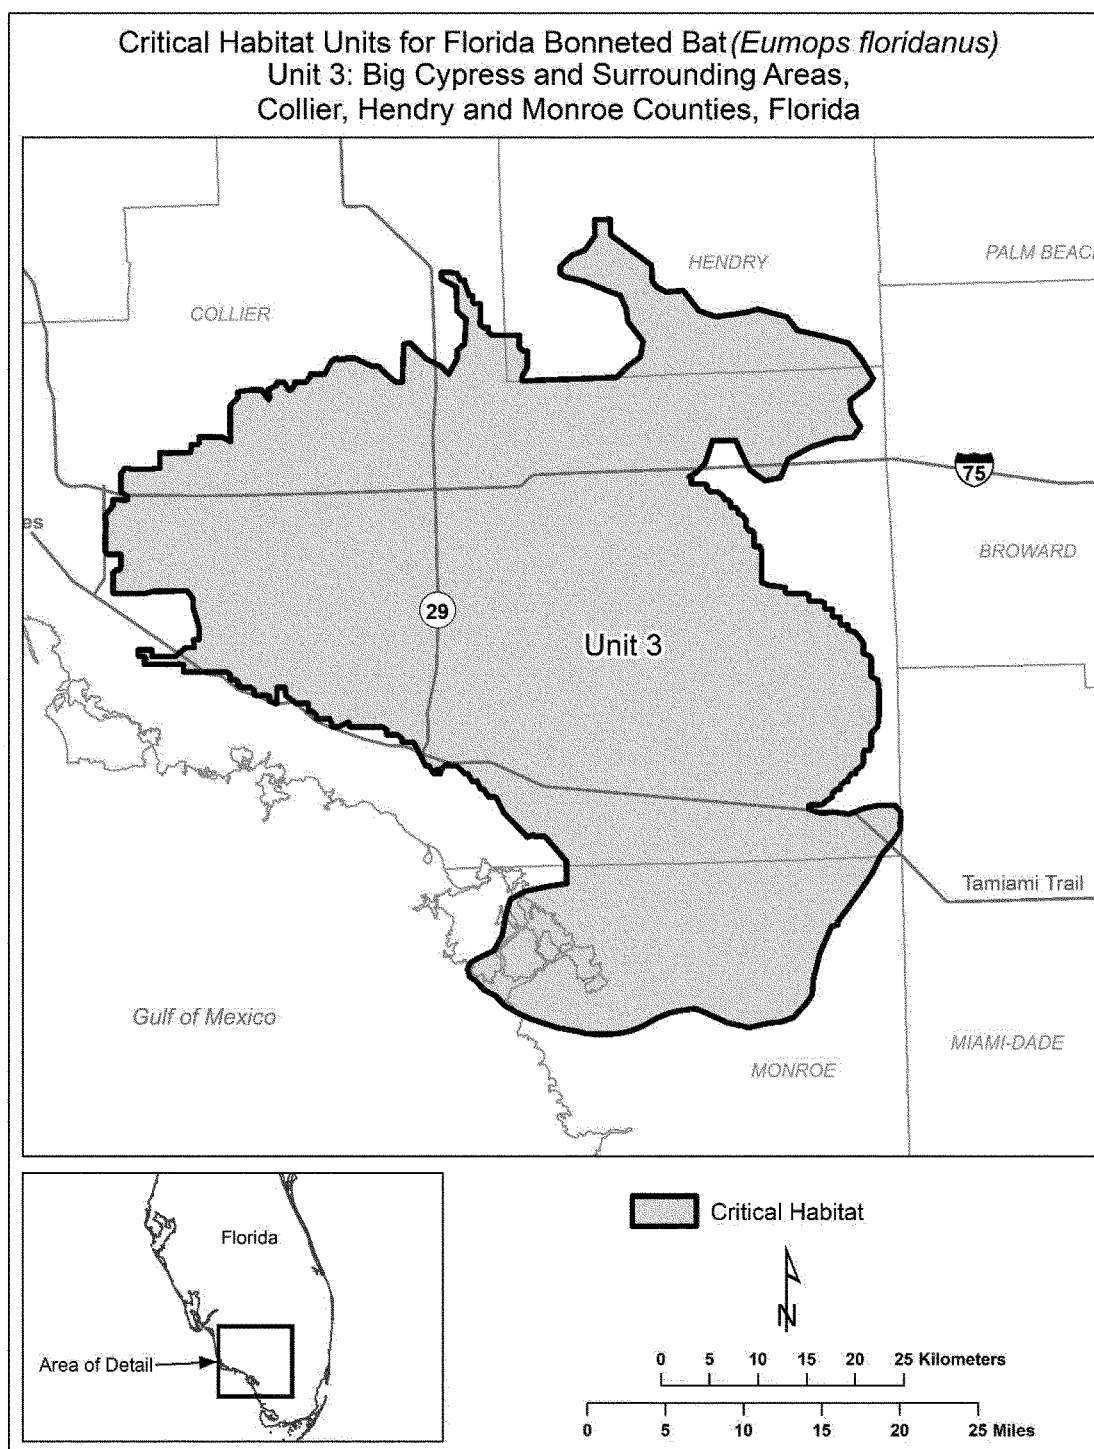 Critical Habitat Units for Florida Bonneted Bat (Eumops floridanus)
Unit 3: Big Cypress and Surrounding Areas,
Collier, Hendry and Monroe Counties, Florida
HENDRY
PALM BEACH
COLLIER
75
es
BROWARD
29
Unit 3
Tamiami Trail
Gulf of Mexico
MIAMI-DADE
MONROE
Florida
Area of Detail
Critical Habitat
N
0 5 10 15 20 25 Kilometers
0 5 10 15 20 25 Miles